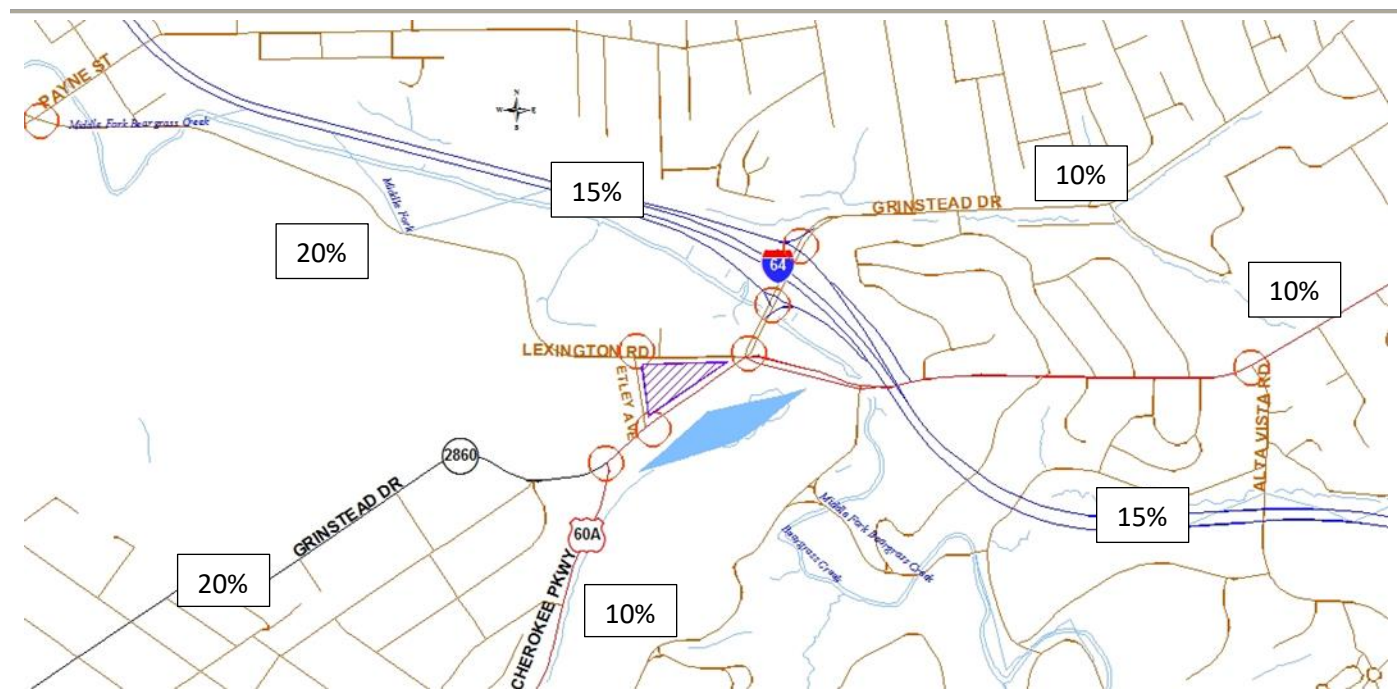 PAYNE ST
Middle Fork Beargrass Creek
N
W E
S
15%
10%
Middle Fork
GRINSTEAD DR
20%
64
10%
LEXINGTON RD
ETLEY AVE
ALTA VISTA RD
2860
GRINSTEAD DR
Middle Fork Beargrass Creek
Beargrass Creek
15%
60A
20%
CHEROKEE PKWY
10%